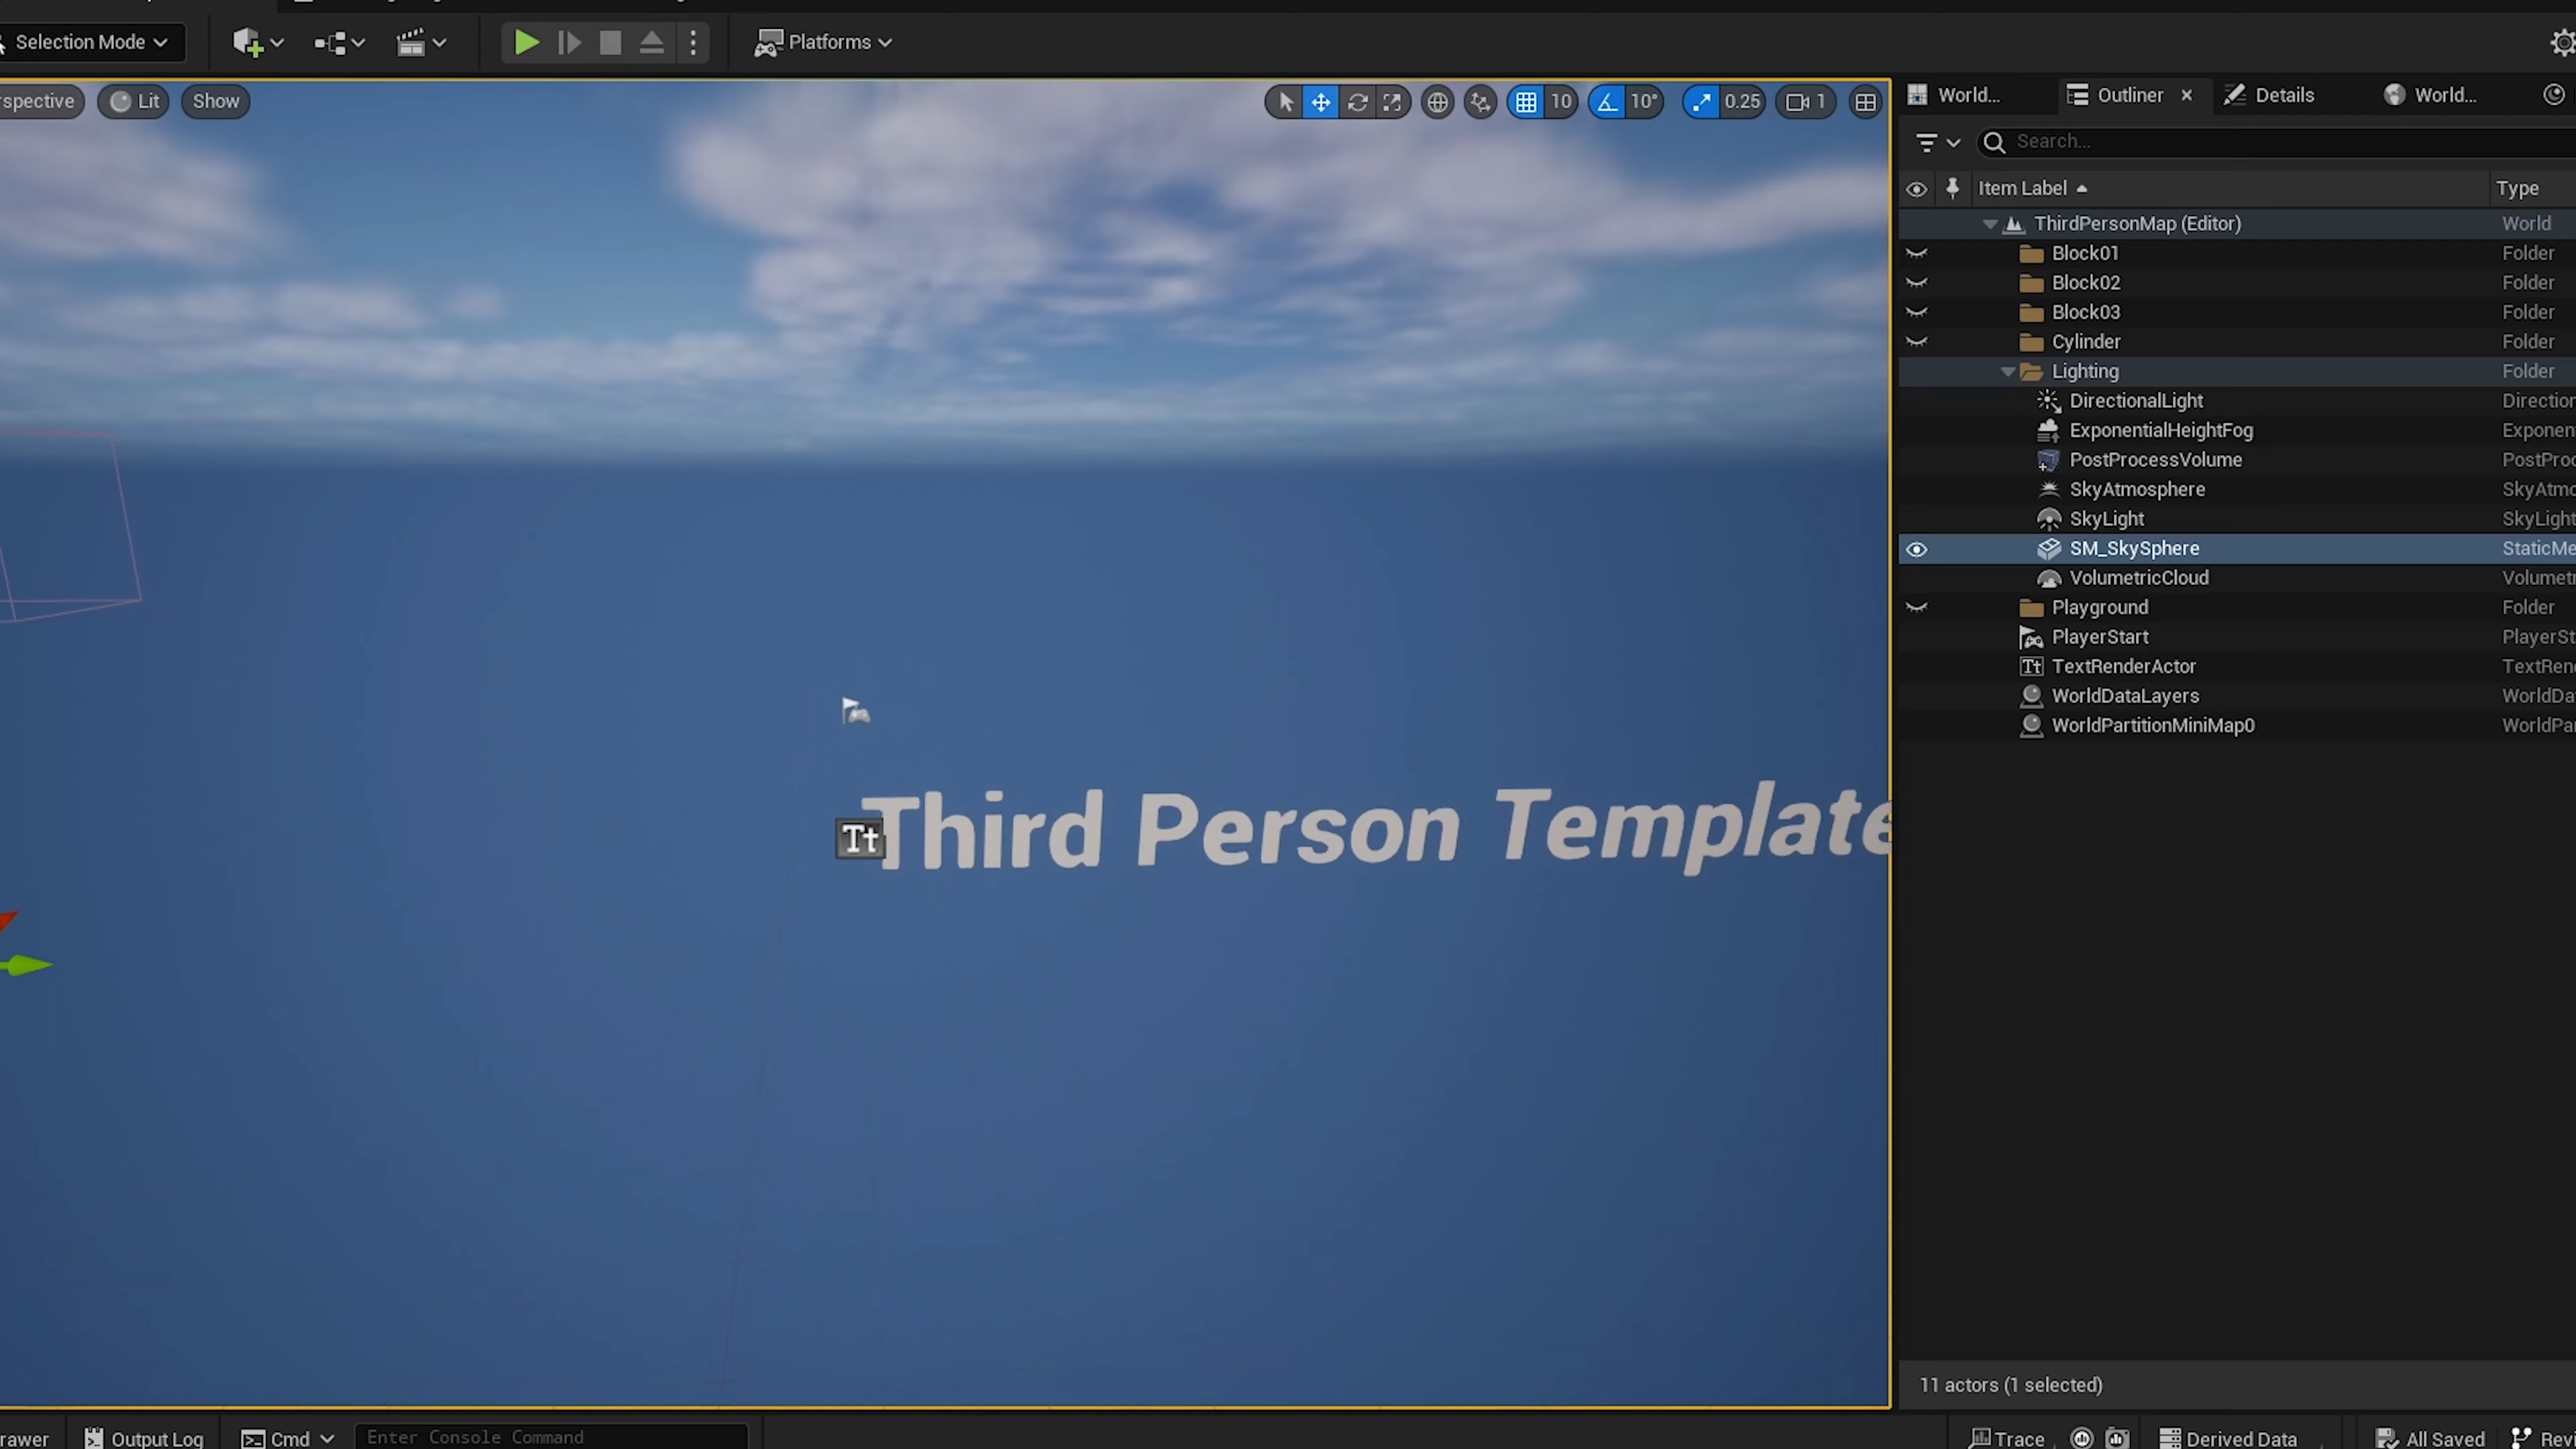 Selection Mode
Platforms
spective
Lit
Show
10
10°
0.25
1
World...
Outliner
Details
World...
Search...
Item Label
Type
ThirdPersonMap (Editor)
World
Block01
Folder
Block02
Folder
Block03
Folder
Cylinder
Folder
Lighting
Folder
DirectionalLight
Direction
ExponentialHeightFog
Exponen
PostProcessVolume
PostProc
SkyAtmosphere
SkyAtmo
SkyLight
SkyLight
SM_SkySphere
StaticMe
VolumetricCloud
Volumetr
Playground
Folder
PlayerStart
PlayerSt
Tt
TextRenderActor
TextRen
WorldDataLayers
WorldDa
WorldPartitionMiniMap0
WorldPar
Tt
Third Person Template
11 actors (1 selected)
rawer
Output Log
Cmd
Enter Console Command
Trace
Derived Data
All Saved